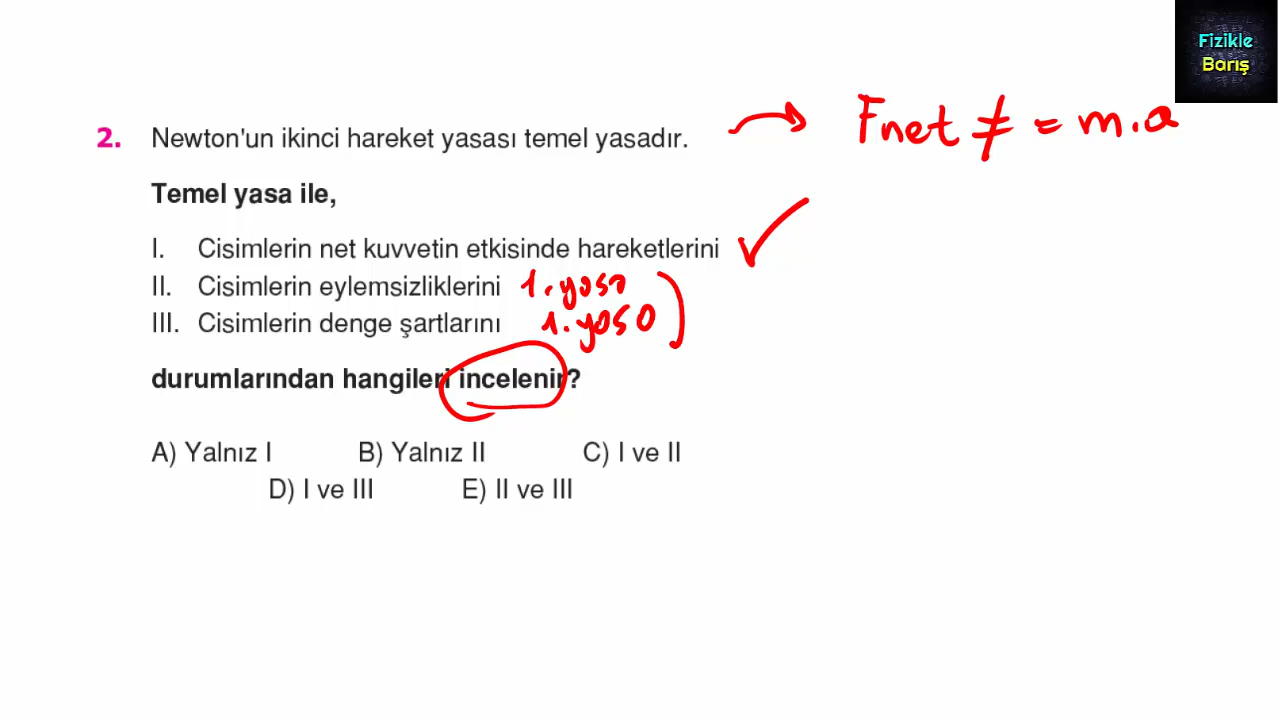 Fizikle
Barış
2. Newton'un ikinci hareket yasası temel yasadır. → Fnet ≠ = m.a
Temel yasa ile,
I. Cisimlerin net kuvvetin etkisinde hareketlerini ✓
II. Cisimlerin eylemsizliklerini 1.yasa
III. Cisimlerin denge şartlarını 1.yasa
durumlarından hangileri incelenir?
A) Yalnız I B) Yalnız II C) I ve II
D) I ve III E) II ve III